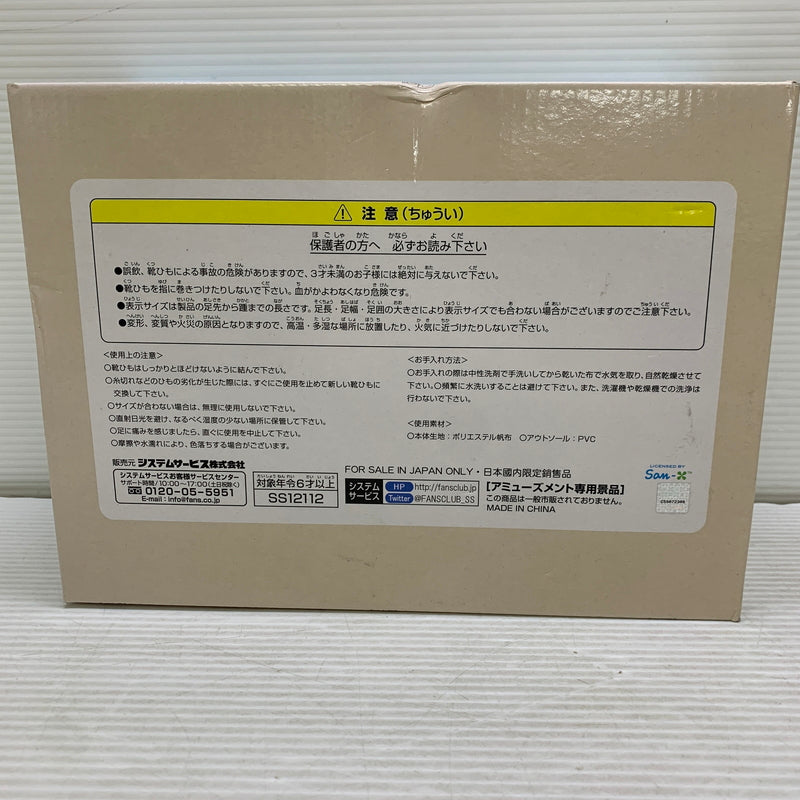 注意(ちゅうい)
保護者の方へ 必ずお読み下さい
●誤飲、靴ひもによる事故の危険がありますので、3才未満のお子様には絶対に与えないで下さい。
●靴ひもを指に巻きつけたりしないで下さい。血がかよわなくなり危険です。
●表示サイズは製品の足先から踵までの長さです。足長・足幅・足囲の大きさにより表示サイズでも合わない場合がございますのでご注意下さい。
●変形、変質や火災の原因となりますので、高温・多湿な場所に放置したり、火気に近づけたりしないで下さい。
<使用上の注意>
○靴ひもはしっかりとほどけないように結んで下さい。
○糸切れなどのひもの劣化が生じた際には、すぐにご使用を止めて新しい靴ひもに
交換して下さい。
○サイズが合わない場合は、無理に使用しないで下さい。
○直射日光を避け、なるべく湿度の少ない場所に保管して下さい。
○足に痛みを感じましたら、直ぐに使用を中止して下さい。
○摩擦や水濡れにより、色落ちする場合がございます。
<お手入れ方法>
○お手入れの際は中性洗剤で手洗いしてから乾いた布で水気を取り、自然乾燥させて
下さい。○頻繁に水洗いすることは避けて下さい。また、洗濯機や乾燥機での洗浄は
行わないで下さい。
<使用素材>
○本体生地:ポリエステル帆布 ○アウトソール:PVC
販売元 システムサービス株式会社
システムサービスお客様サービスセンター
サポート時間/10:00〜17:00(土日祝除く)
0120-05-5951
E-mail:info@fans.co.jp
対象年令6才以上
SS12112
FOR SALE IN JAPAN ONLY・日本國内限定銷售品
システム
サービス
HP http://fansclub.jp
Twitter @FANSCLUB_SS
[アミューズメント専用景品]
この商品は一般市販されておりません。
MADE IN CHINA
LICENSED BY
San-X